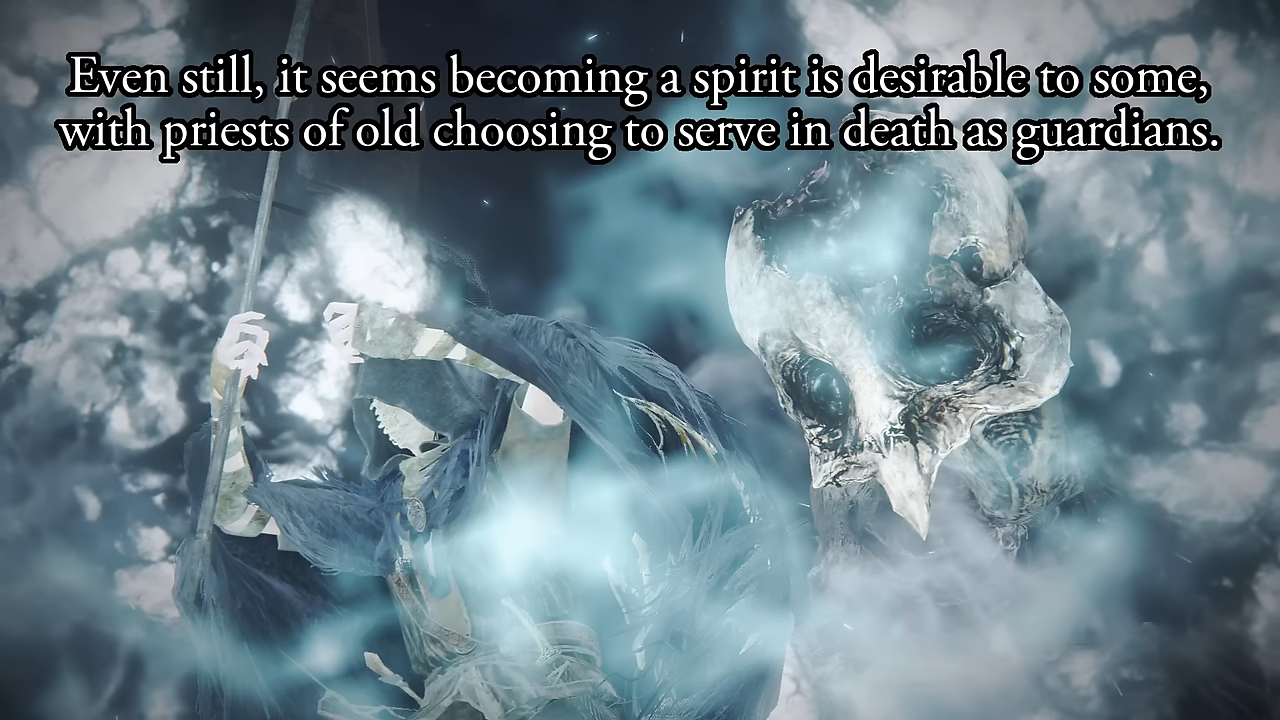 Even still, it seems becoming a spirit is desirable to some,
with priests of old choosing to serve in death as guardians.